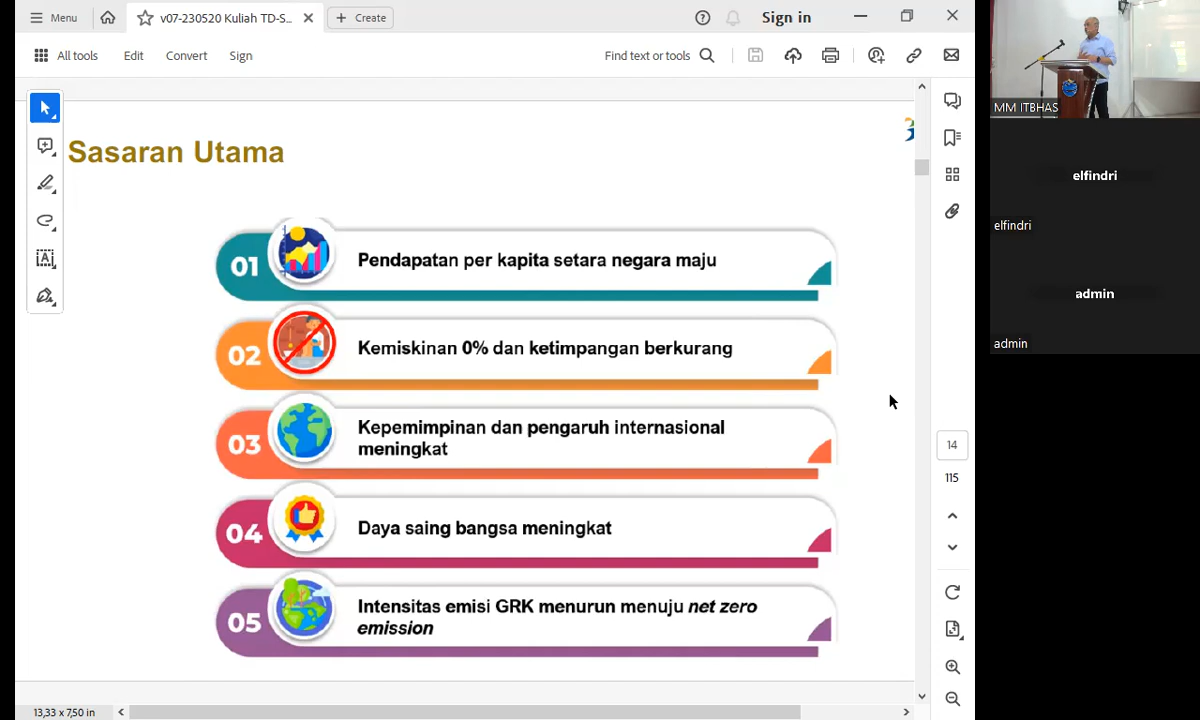 Menu
v07-230520 Kuliah TD-S...
Create
Sign in
All tools
Edit
Convert
Sign
Find text or tools
Sasaran Utama
01
Pendapatan per kapita setara negara maju
02
Kemiskinan 0% dan ketimpangan berkurang
03
Kepemimpinan dan pengaruh internasional
meningkat
04
Daya saing bangsa meningkat
05
Intensitas emisi GRK menurun menuju net zero
emission
14
115
13,33 x 7,50 in
MM ITBHAS
elfindri
elfindri
admin
admin